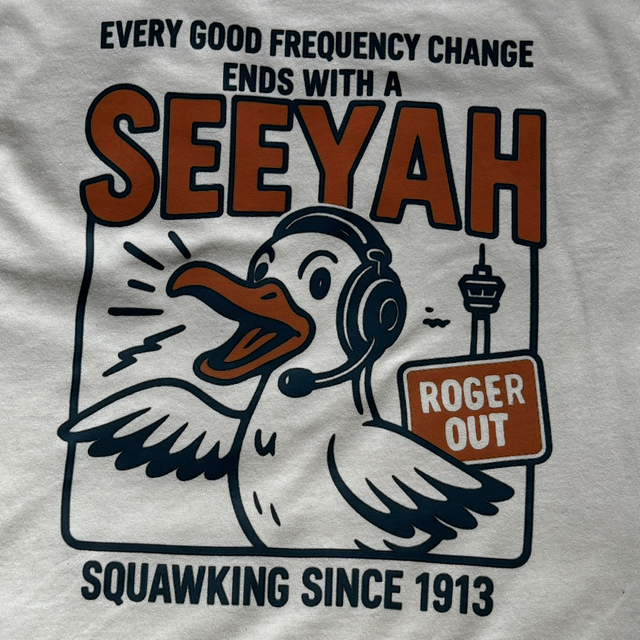 EVERY GOOD FREQUENCY CHANGE
ENDS WITH A
SEEYAH
ROGER
OUT
SQUAWKING SINCE 1913